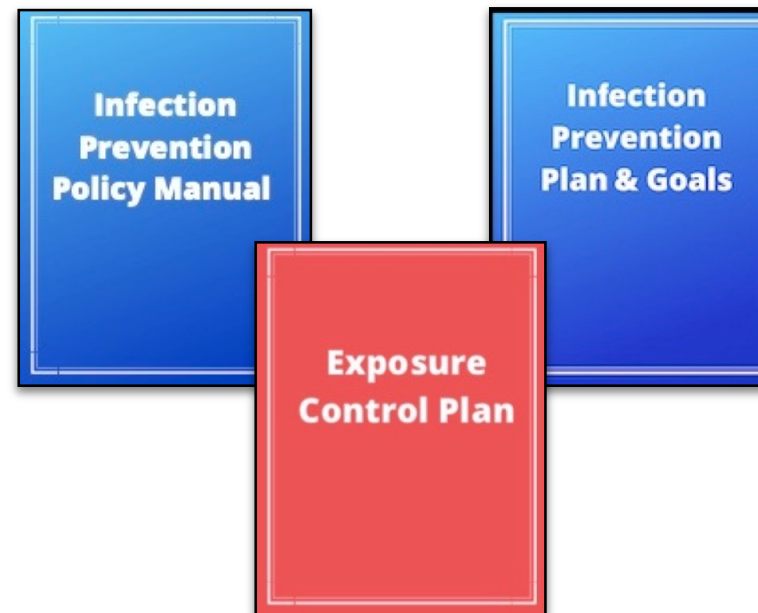 Infection
Prevention
Policy Manual
Infection
Prevention
Plan & Goals
Exposure
Control Plan